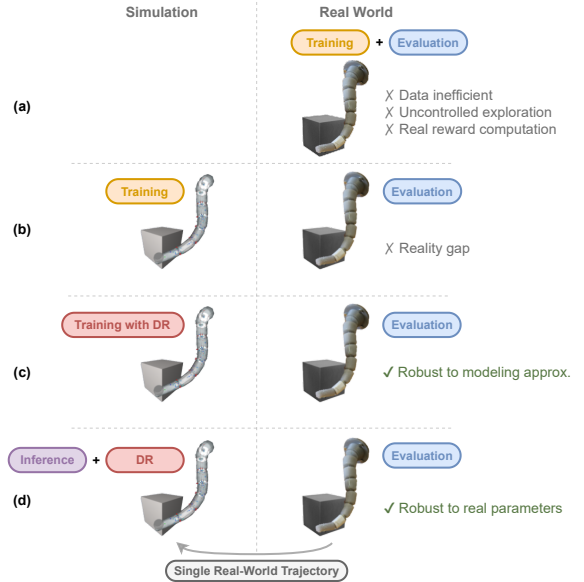 Simulation
Real World
Training + Evaluation
(a)
✗ Data inefficient
✗ Uncontrolled exploration
✗ Real reward computation
Training
Evaluation
(b)
✗ Reality gap
Training with DR
Evaluation
(c)
✓ Robust to modeling approx.
Inference + DR
Evaluation
(d)
✓ Robust to real parameters
Single Real-World Trajectory